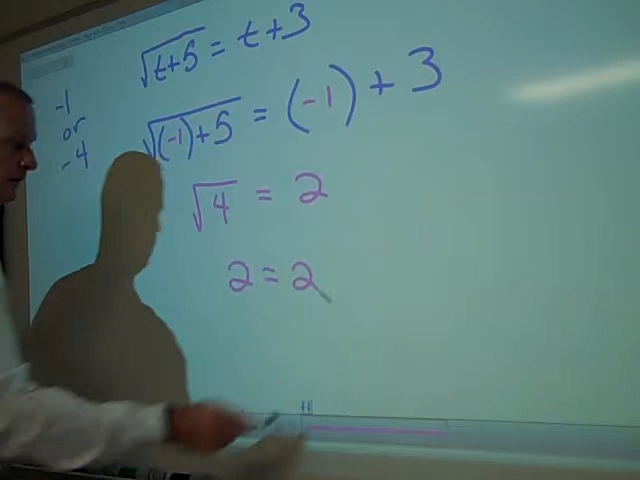 √t+5 = t+3
-1
or
-4
√(-1)+5 = (-1) + 3
√4 = 2
2 = 2